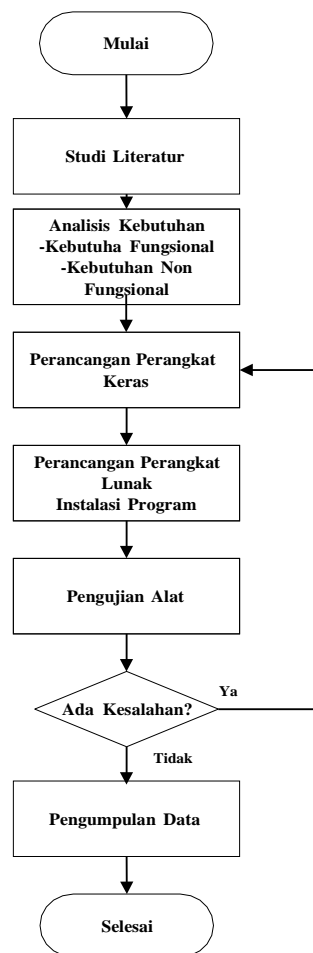 Mulai
Studi Literatur
Analisis Kebutuhan
-Kebutuha Fungsional
-Kebutuhan Non
Fungsional
Perancangan Perangkat
Keras
Perancangan Perangkat
Lunak
Instalasi Program
Pengujian Alat
Ada Kesalahan?
Ya
Tidak
Pengumpulan Data
Selesai